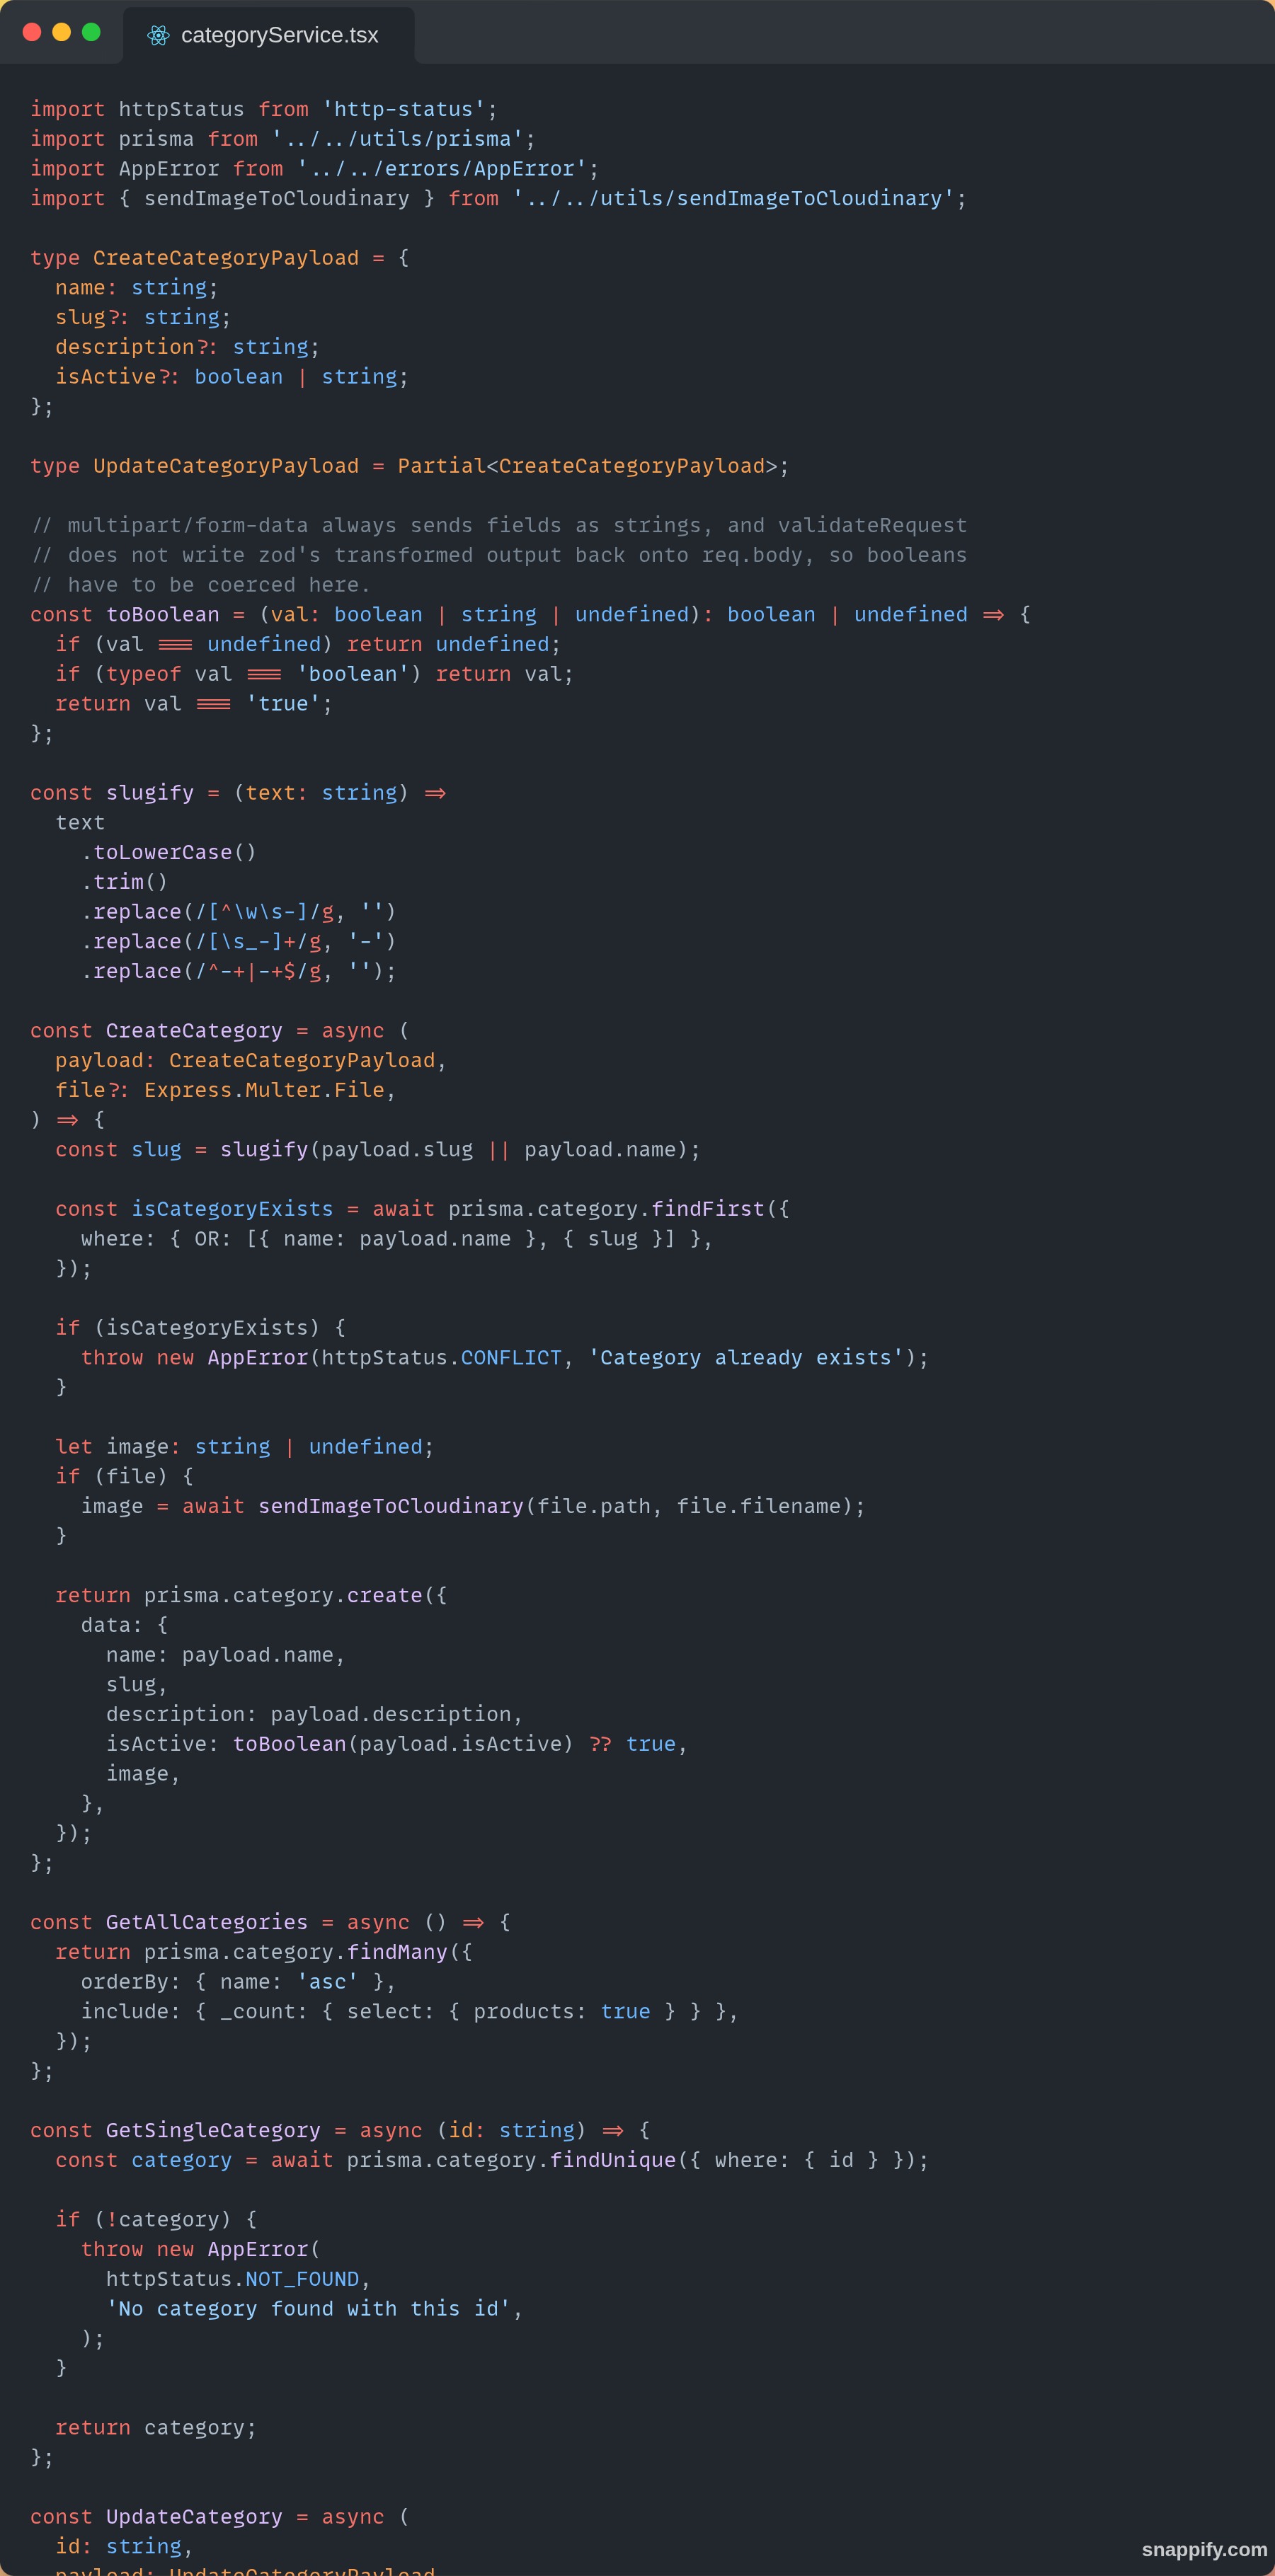 categoryService.tsx
import httpStatus from 'http-status';
import prisma from '../../utils/prisma';
import AppError from '../../errors/AppError';
import { sendImageToCloudinary } from '../../utils/sendImageToCloudinary';

type CreateCategoryPayload = {
  name: string;
  slug?: string;
  description?: string;
  isActive?: boolean | string;
};

type UpdateCategoryPayload = Partial<CreateCategoryPayload>;

// multipart/form-data always sends fields as strings, and validateRequest
// does not write zod's transformed output back onto req.body, so booleans
// have to be coerced here.
const toBoolean = (val: boolean | string | undefined): boolean | undefined => {
  if (val === undefined) return undefined;
  if (typeof val === 'boolean') return val;
  return val === 'true';
};

const slugify = (text: string) =>
  text
    .toLowerCase()
    .trim()
    .replace(/[^\w\s-]/g, '')
    .replace(/[\s_-]+/g, '-')
    .replace(/^-+|-+$/g, '');

const CreateCategory = async (
  payload: CreateCategoryPayload,
  file?: Express.Multer.File,
) => {
  const slug = slugify(payload.slug || payload.name);

  const isCategoryExists = await prisma.category.findFirst({
    where: { OR: [{ name: payload.name }, { slug }] },
  });

  if (isCategoryExists) {
    throw new AppError(httpStatus.CONFLICT, 'Category already exists');
  }

  let image: string | undefined;
  if (file) {
    image = await sendImageToCloudinary(file.path, file.filename);
  }

  return prisma.category.create({
    data: {
      name: payload.name,
      slug,
      description: payload.description,
      isActive: toBoolean(payload.isActive) ?? true,
      image,
    },
  });
};

const GetAllCategories = async () => {
  return prisma.category.findMany({
    orderBy: { name: 'asc' },
    include: { _count: { select: { products: true } } },
  });
};

const GetSingleCategory = async (id: string) => {
  const category = await prisma.category.findUnique({ where: { id } });

  if (!category) {
    throw new AppError(
      httpStatus.NOT_FOUND,
      'No category found with this id',
    );
  }

  return category;
};

const UpdateCategory = async (
  id: string,
  payload: UpdateCategoryPayload
snappify.com